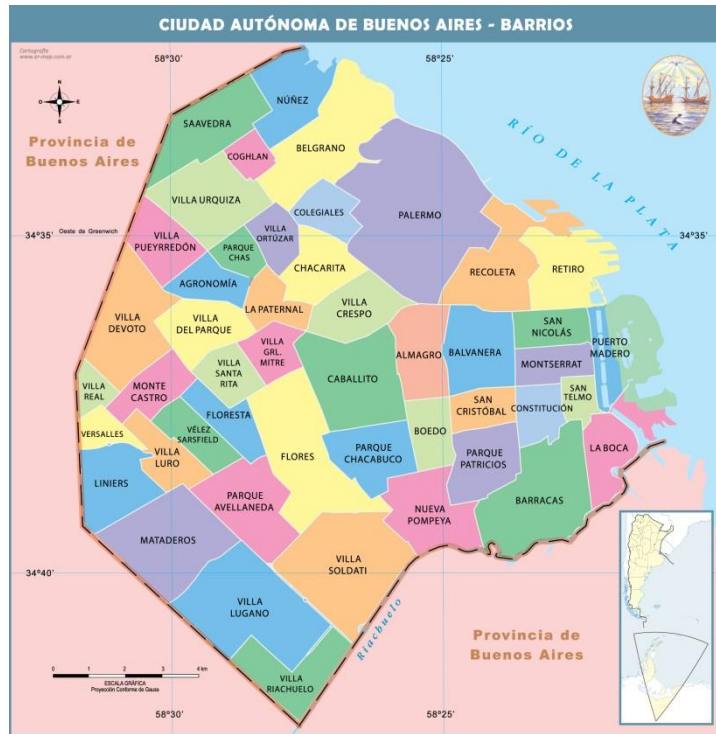 CIUDAD AUTÓNOMA DE BUENOS AIRES - BARRIOS
Cartografía
www.ar-map.com.ar
58°30'
58°25'
N
O
E
S
NÚÑEZ
SAAVEDRA
Provincia de
Buenos Aires
COGHLAN
BELGRANO
RÍO DE LA PLATA
VILLA URQUIZA
COLEGIALES
PALERMO
Oeste de Greenwich
34°35'
34°35'
VILLA
PUEYRREDÓN
VILLA
ORTÚZAR
PARQUE
CHAS
CHACARITA
RECOLETA
RETIRO
AGRONOMÍA
LA PATERNAL
VILLA
CRESPO
VILLA
DEVOTO
VILLA
DEL PARQUE
SAN
NICOLÁS
PUERTO
MADERO
VILLA
GRL.
MITRE
ALMAGRO
BALVANERA
MONTSERRAT
VILLA
SANTA
RITA
CABALLITO
VILLA
REAL
MONTE
CASTRO
SAN
TELMO
SAN
CRISTÓBAL
CONSTITUCIÓN
FLORESTA
VERSALLES
VÉLEZ
SARSFIELD
BOEDO
LA BOCA
VILLA
LURO
FLORES
PARQUE
CHACABUCO
PARQUE
PATRICIOS
LINIERS
PARQUE
AVELLANEDA
NUEVA
POMPEYA
BARRACAS
MATADEROS
VILLA
SOLDATI
34°40'
VILLA
LUGANO
Riachuelo
Provincia de
Buenos Aires
VILLA
RIACHUELO
0 1 2 3 4 km
ESCALA GRÁFICA
Proyección Conforme de Gauss
58°30'
58°25'